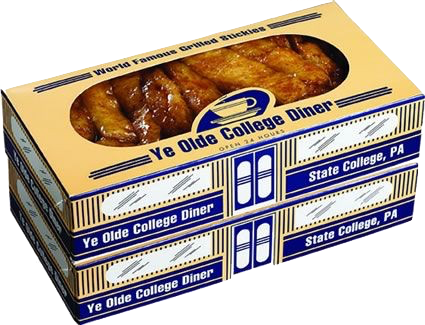 World Famous Grilled Stickies
Ye Olde College Diner
OPEN 24 HOURS
Ye Olde College Diner
State College, PA
Ye Olde College Diner
State College, PA